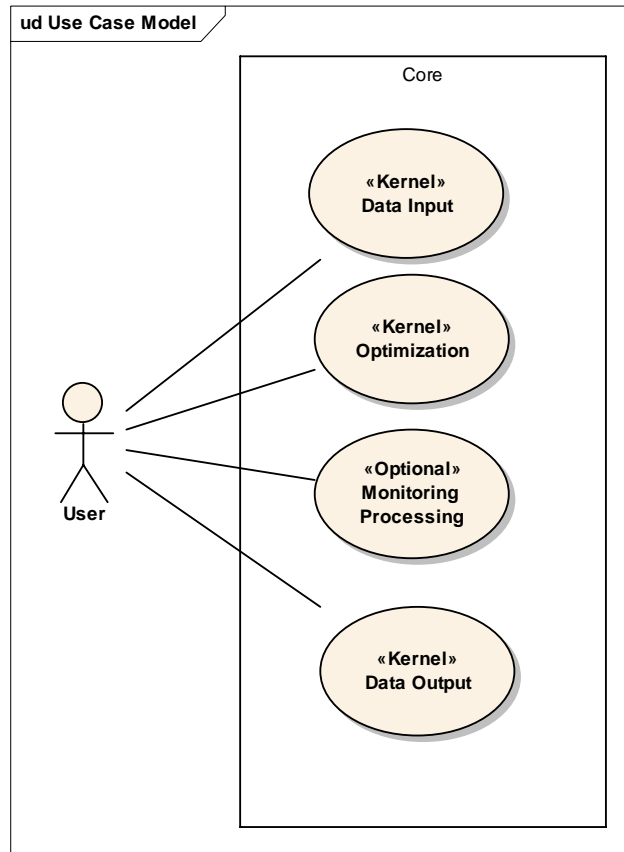 ud Use Case Model
Core
«Kernel»
Data Input
«Kernel»
Optimization
«Optional»
Monitoring
Processing
User
«Kernel»
Data Output